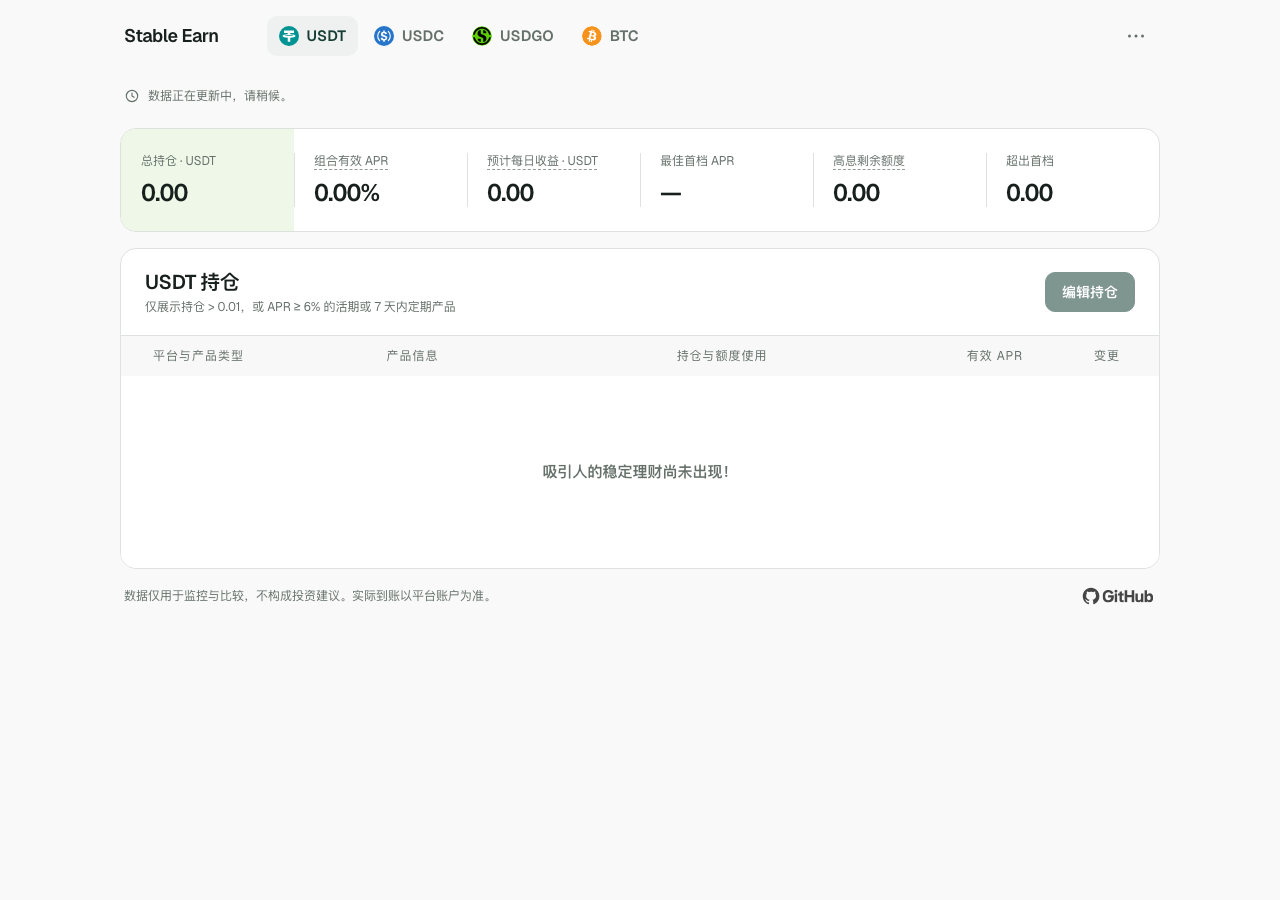 Stable Earn
USDT
USDC
USDGO
BTC
数据正在更新中，请稍候。
总持仓 · USDT
0.00
组合有效 APR
0.00%
预计每日收益 · USDT
0.00
最佳首档 APR
—
高息剩余额度
0.00
超出首档
0.00
USDT 持仓
仅展示持仓 > 0.01，或 APR ≥ 6% 的活期或 7 天内定期产品
编辑持仓
平台与产品类型
产品信息
持仓与额度使用
有效 APR
变更
吸引人的稳定理财尚未出现！
数据仅用于监控与比较，不构成投资建议。实际到账以平台账户为准。
GitHub